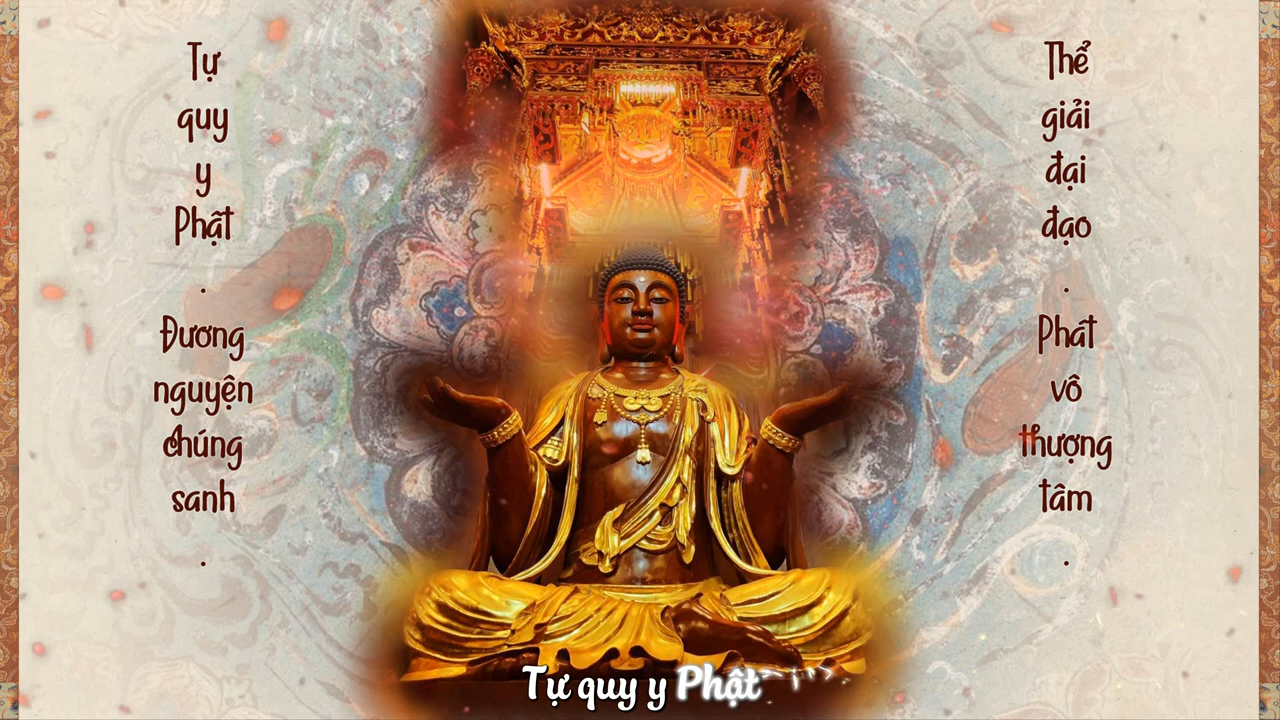 Tự
quy
y
Phật
.
Đương
nguyện
chúng
sanh
.
Thể
giải
đại
đạo
.
Phát
vô
thượng
tâm
.
Tự quy y Phật